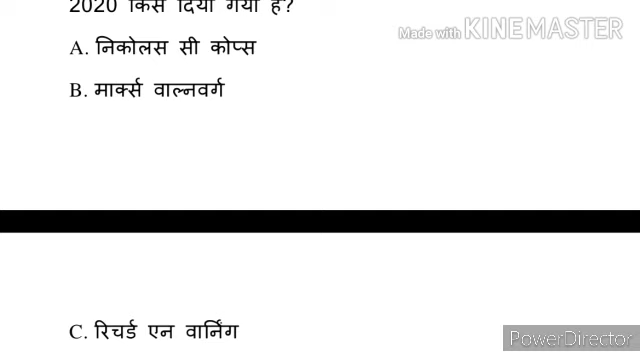 2020 किसे दिया गया है?
Made with KINEMASTER
A. निकोलस सी कोप्स
B. मार्क्स वाल्नवर्ग
C. रिचर्ड एन वार्निंग
PowerDirector